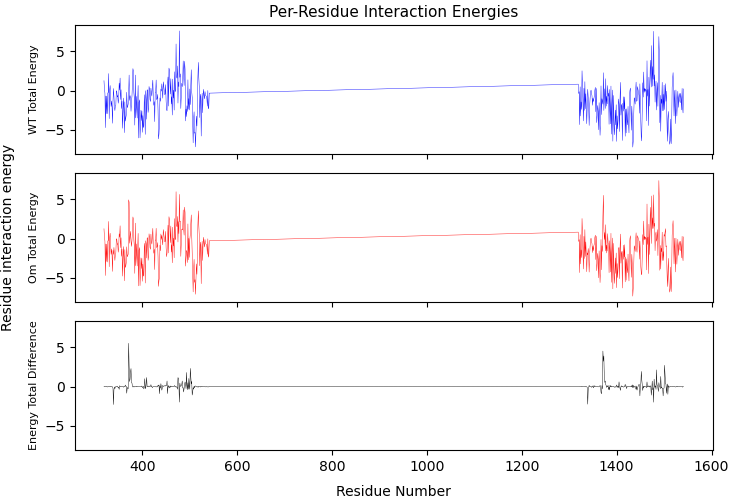 Per-Residue Interaction Energies
Residue interaction energy
WT Total Energy
5
0
−5
Om Total Energy
5
0
−5
Energy Total Difference
5
0
−5
400 600 800 1000 1200 1400 1600
Residue Number